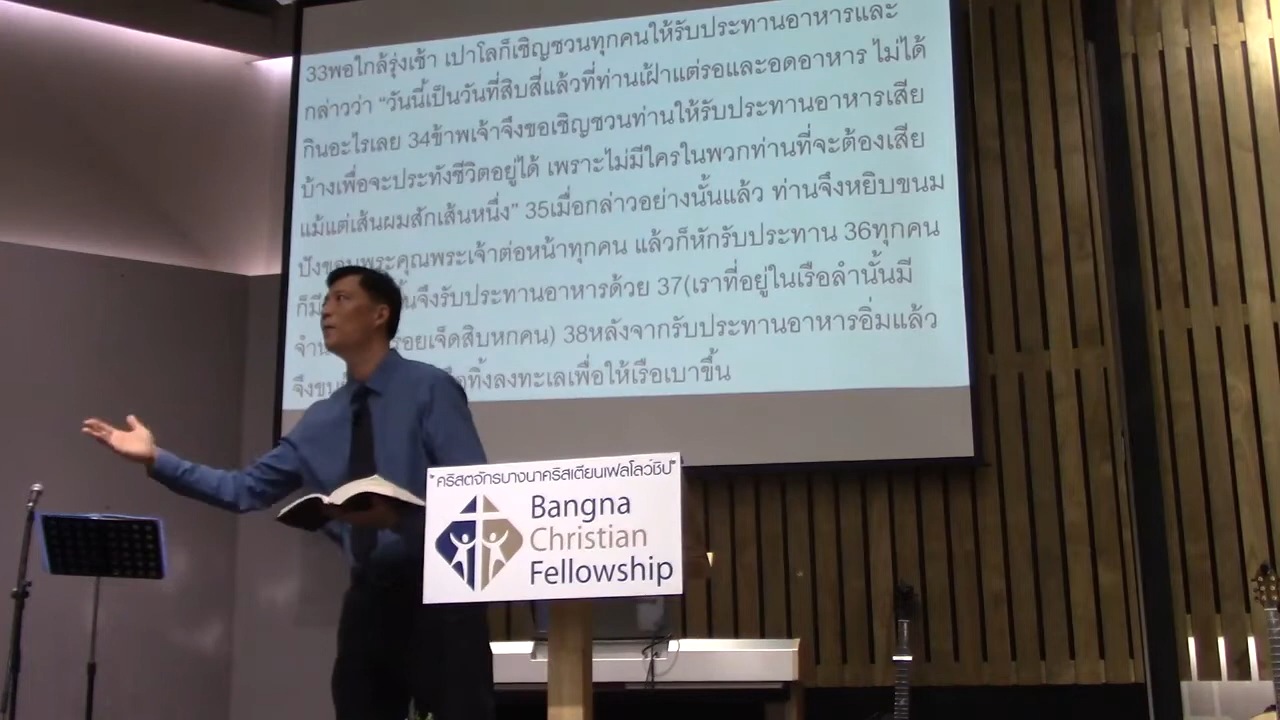 33พอใกล้รุ่งเช้า เปาโลก็เชิญชวนทุกคนให้รับประทานอาหารและ
กล่าวว่า "วันนี้เป็นวันที่สิบสี่แล้วที่ท่านเฝ้าแต่รอและอดอาหาร ไม่ได้
กินอะไรเลย 34ข้าพเจ้าจึงขอเชิญชวนท่านให้รับประทานอาหารเสีย
บ้างเพื่อจะประทังชีวิตอยู่ได้ เพราะไม่มีใครในพวกท่านที่จะต้องเสีย
แม้แต่เส้นผมสักเส้นหนึ่ง" 35เมื่อกล่าวอย่างนั้นแล้ว ท่านจึงหยิบขนม
ปังขอบพระคุณพระเจ้าต่อหน้าทุกคน แล้วก็หักรับประทาน 36ทุกคน
ก็มี จึงรับประทานอาหารด้วย 37(เราที่อยู่ในเรือลำนั้นมี
ร้อยเจ็ดสิบหกคน) 38หลังจากรับประทานอาหารอิ่มแล้ว
จึงขน ทิ้งลงทะเลเพื่อให้เรือเบาขึ้น
"คริสตจักรบางนาคริสเตียนเฟลโลว์ชิป"
Bangna
Christian
Fellowship